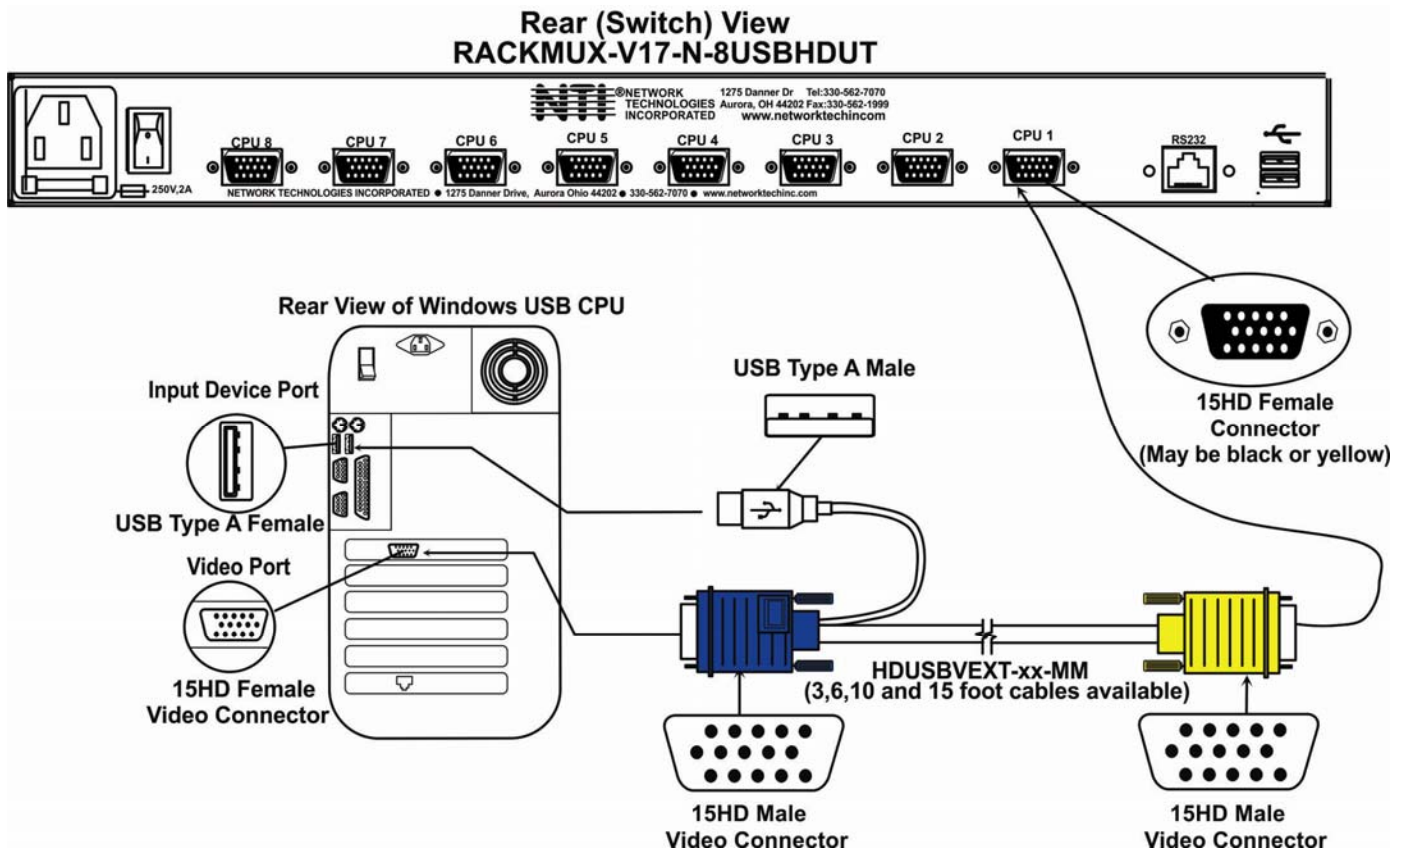 Rear (Switch) View
RACKMUX-V17-N-8USBHDUT
NTI ®NETWORK
TECHNOLOGIES
INCORPORATED
1275 Danner Dr Tel:330-562-7070
Aurora, OH 44202 Fax:330-562-1999
www.networktechincom
CPU 8
CPU 7
CPU 6
CPU 5
CPU 4
CPU 3
CPU 2
CPU 1
RS232
250V,2A
NETWORK TECHNOLOGIES INCORPORATED ● 1275 Danner Drive, Aurora Ohio 44202 ● 330-562-7070 ● www.networktechinc.com
Rear View of Windows USB CPU
Input Device Port
USB Type A Female
Video Port
15HD Female
Video Connector
USB Type A Male
15HD Female
Connector
(May be black or yellow)
HDUSBVEXT-xx-MM
(3,6,10 and 15 foot cables available)
15HD Male
Video Connector
15HD Male
Video Connector